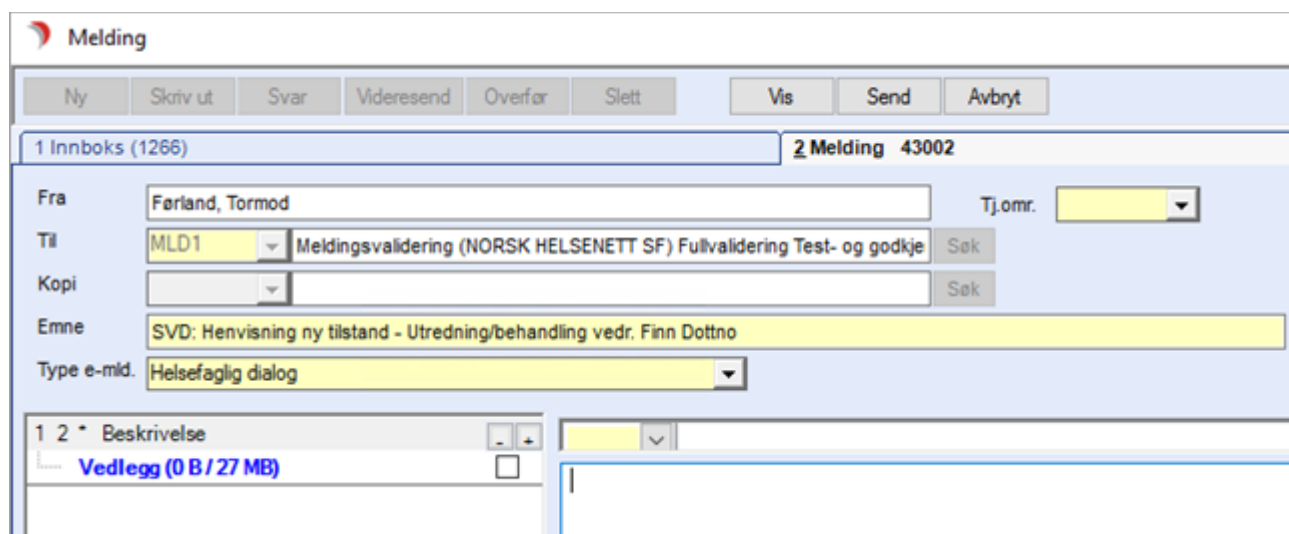 Melding
Ny Skriv ut Svar Videresend Overfør Slett Vis Send Avbryt
1 Innboks (1266) 2 Melding 43002
Fra Førland, Tormod Tj.omr.
Til MLD1 Meldingsvalidering (NORSK HELSENETT SF) Fullvalidering Test- og godkje Søk
Kopi Søk
Emne SVD: Henvisning ny tilstand - Utredning/behandling vedr. Finn Dottno
Type e-mld. Helsefaglig dialog
1 2 * Beskrivelse - +
Vedlegg (0 B / 27 MB)